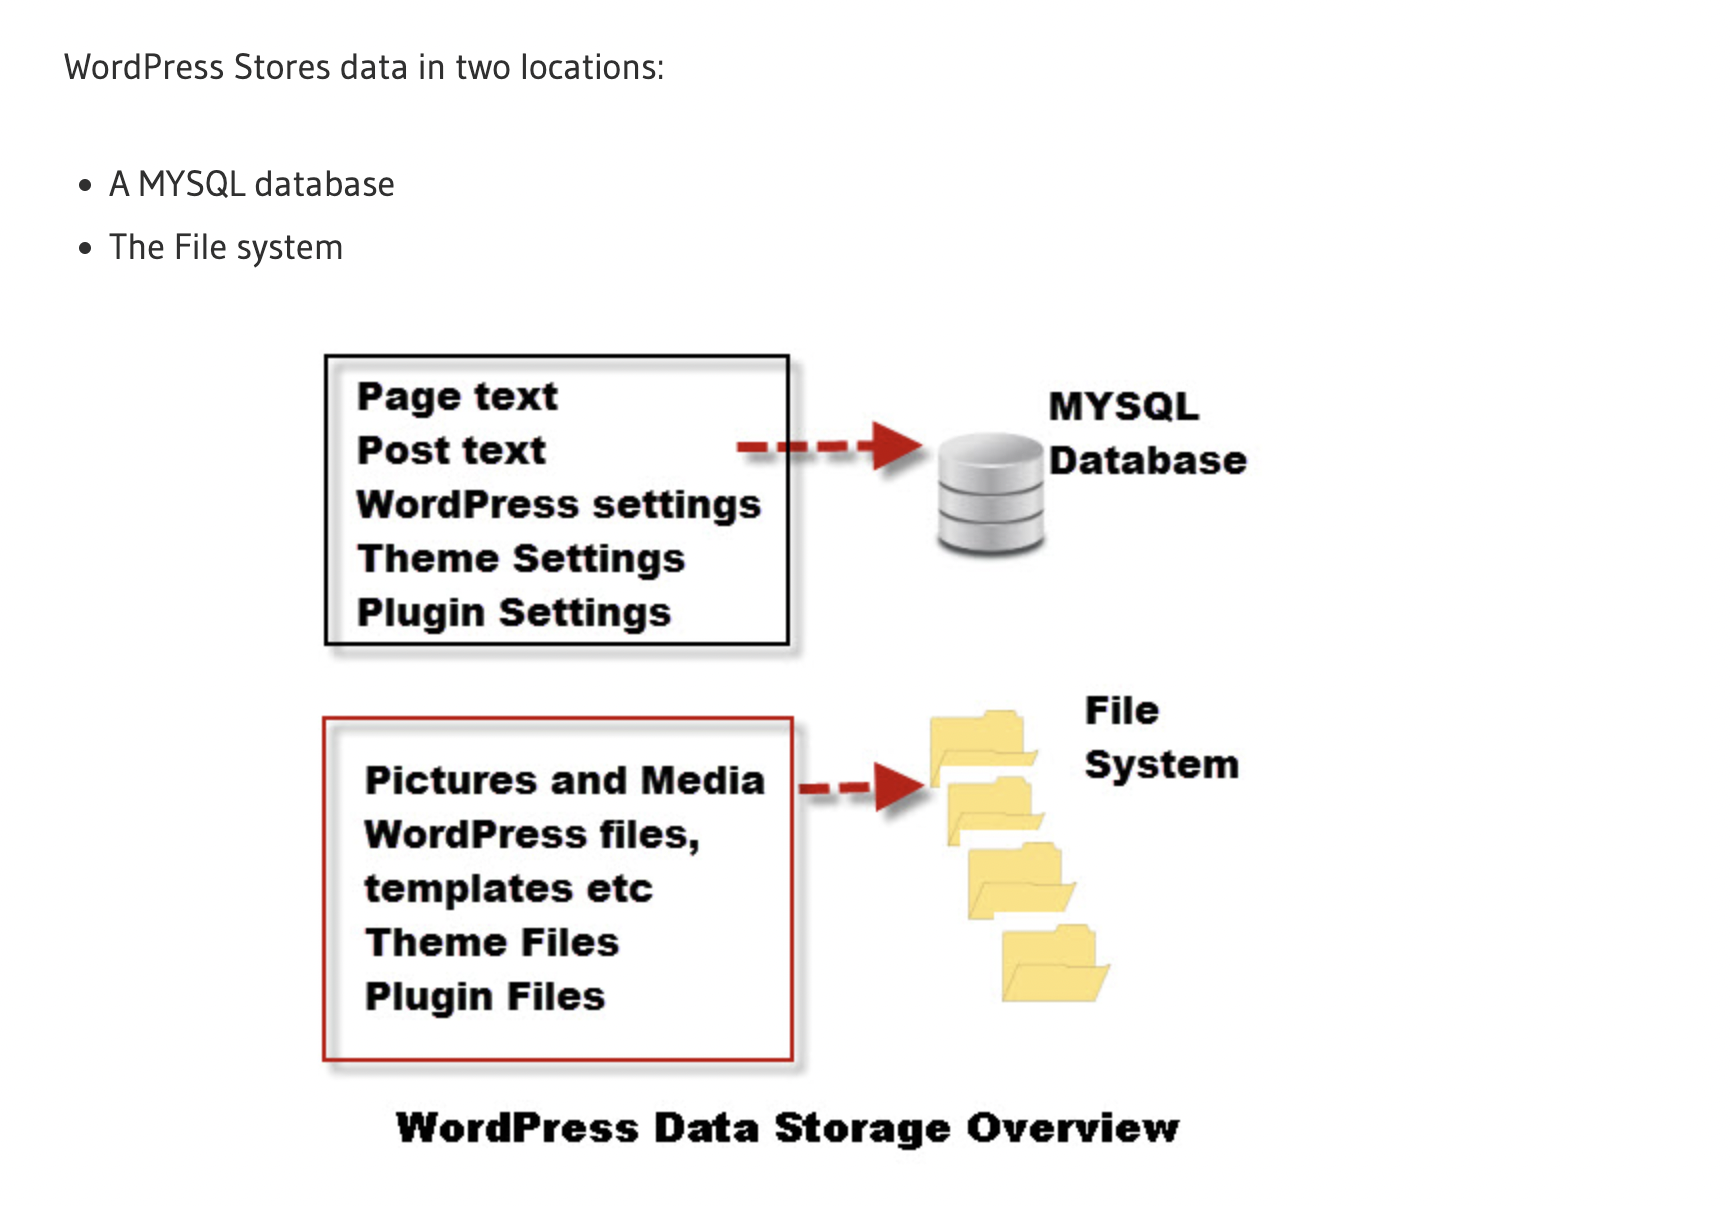 WordPress Stores data in two locations:
A MYSQL database
The File system
Page text
Post text
WordPress settings
Theme Settings
Plugin Settings
MYSQL
Database
Pictures and Media
WordPress files,
templates etc
Theme Files
Plugin Files
File
System
WordPress Data Storage Overview